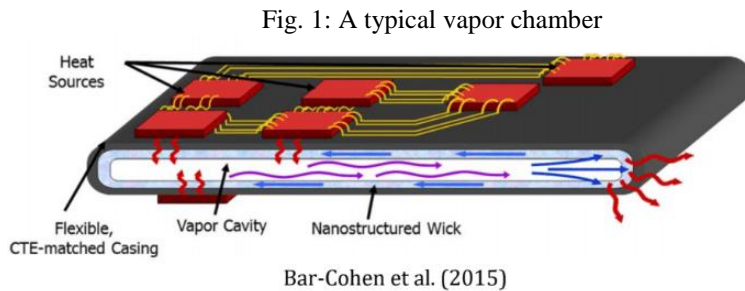 Fig. 1: A typical vapor chamber
Heat
Sources
Flexible,
CTE-matched Casing
Vapor Cavity
Nanostructured Wick
Bar-Cohen et al. (2015)